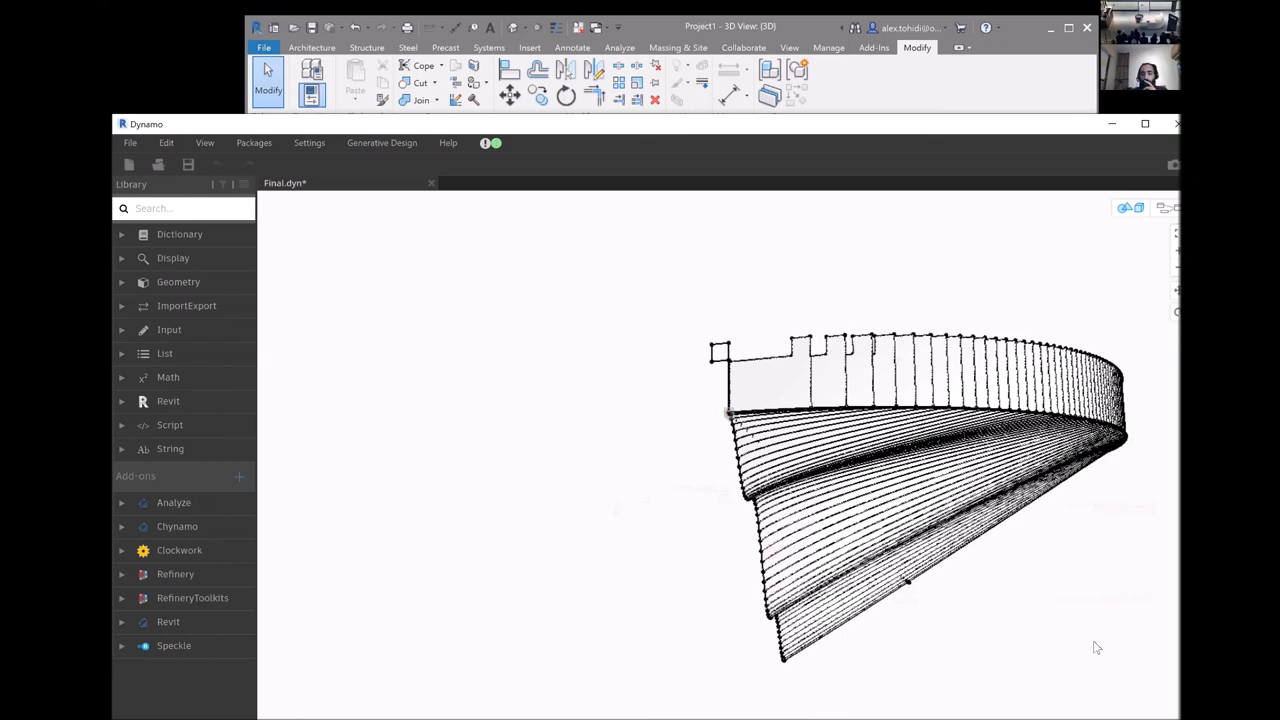 Project1 - 3D View: {3D}
alex.tohidi@o...
File Architecture Structure Steel Precast Systems Insert Annotate Analyze Massing & Site Collaborate View Manage Add-Ins Modify
Modify
Paste
Cope
Cut
Join
Dynamo
File Edit View Packages Settings Generative Design Help
Library
Final.dyn*
Search...
Dictionary
Display
Geometry
ImportExport
Input
List
Math
Revit
Script
String
Add-ons
Analyze
Chynamo
Clockwork
Refinery
RefineryToolkits
Revit
Speckle